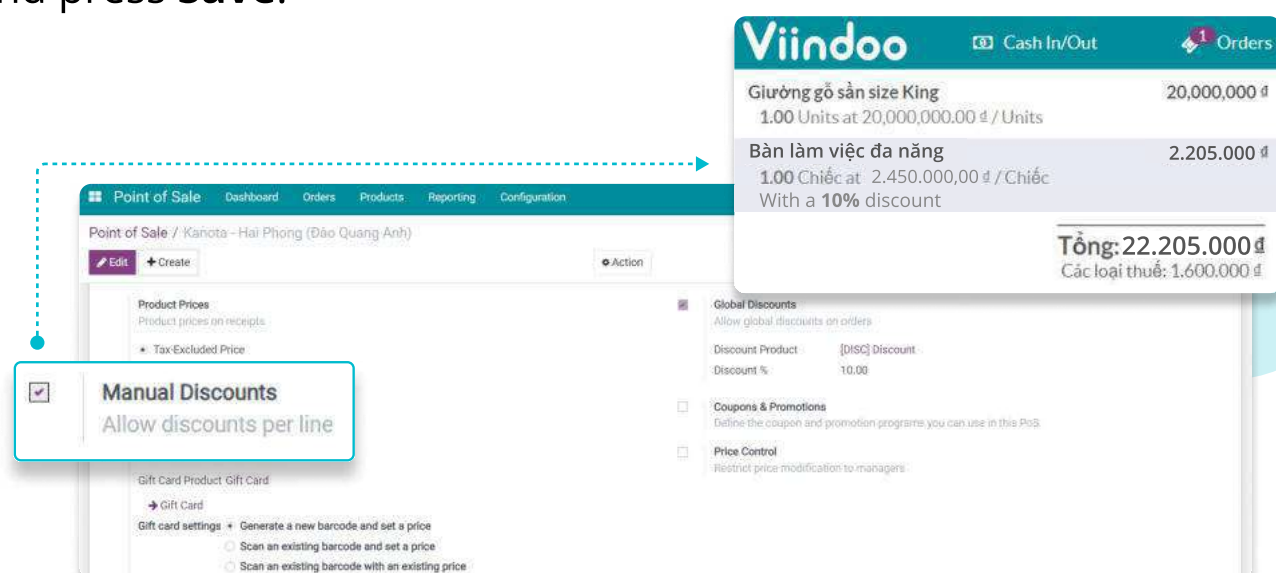 and press Save.
Viindoo Cash In/Out 1 Orders
Giường gỗ sần size King 20,000,000 ₫
1.00 Units at 20,000,000.00 ₫ / Units
Bàn làm việc đa năng 2.205.000 ₫
1.00 Chiếc at 2.450.000,00 ₫ / Chiếc
With a 10% discount
Tổng: 22.205.000 ₫
Các loại thuế: 1.600.000 ₫
Point of Sale Dashboard Orders Products Reporting Configuration
Point of Sale / Kanota - Hai Phong (Đào Quang Anh)
Edit + Create Action
Product Prices
Product prices on receipts
Tax-Excluded Price
Manual Discounts
Allow discounts per line
Gift Card Product Gift Card
Gift Card
Gift card settings Generate a new barcode and set a price
Scan an existing barcode and set a price
Scan an existing barcode with an existing price
Global Discounts
Allow global discounts on orders
Discount Product [DISC] Discount
Discount % 10.00
Coupons & Promotions
Define the coupon and promotion programs you can use in this PoS.
Price Control
Restrict price modification to managers